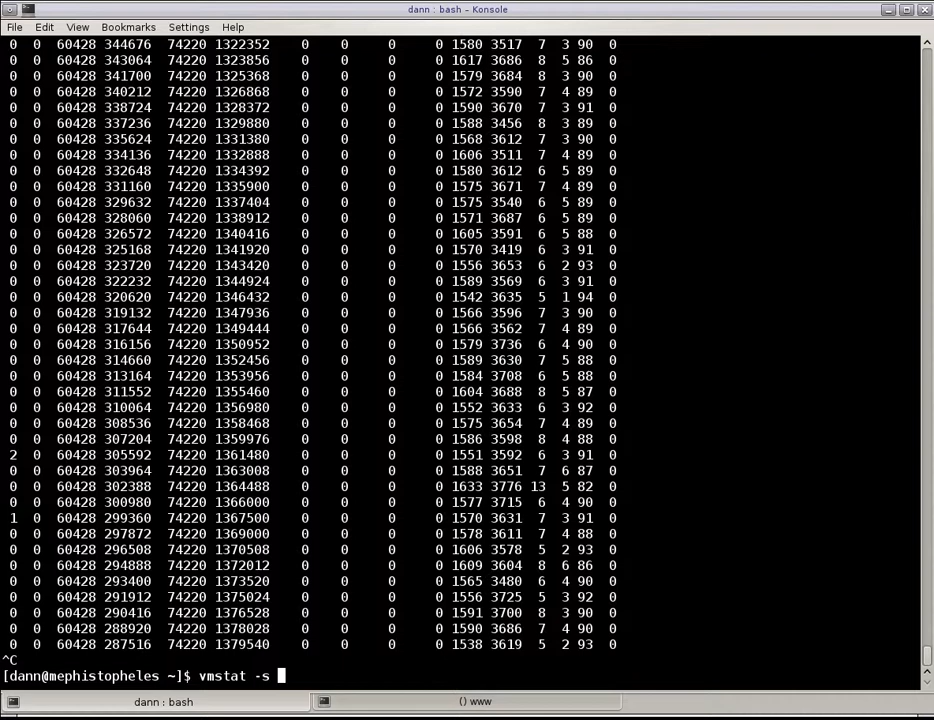 dann : bash - Konsole
File Edit View Bookmarks Settings Help
0 0 60428 344676 74220 1322352 0 0 0 0 1580 3517 7 3 90 0
0 0 60428 343064 74220 1323856 0 0 0 0 1617 3686 8 5 86 0
0 0 60428 341700 74220 1325368 0 0 0 0 1579 3684 8 3 90 0
0 0 60428 340212 74220 1326868 0 0 0 0 1572 3590 7 4 89 0
0 0 60428 338724 74220 1328372 0 0 0 0 1590 3670 7 3 91 0
0 0 60428 337236 74220 1329880 0 0 0 0 1588 3456 8 3 89 0
0 0 60428 335624 74220 1331380 0 0 0 0 1568 3612 7 3 90 0
0 0 60428 334136 74220 1332888 0 0 0 0 1606 3511 7 4 89 0
0 0 60428 332648 74220 1334392 0 0 0 0 1580 3612 6 5 89 0
0 0 60428 331160 74220 1335900 0 0 0 0 1575 3671 7 4 89 0
0 0 60428 329632 74220 1337404 0 0 0 0 1575 3540 6 5 89 0
0 0 60428 328060 74220 1338912 0 0 0 0 1571 3687 6 5 89 0
0 0 60428 326572 74220 1340416 0 0 0 0 1605 3591 6 5 88 0
0 0 60428 325168 74220 1341920 0 0 0 0 1570 3419 6 3 91 0
0 0 60428 323720 74220 1343420 0 0 0 0 1556 3653 6 2 93 0
0 0 60428 322232 74220 1344924 0 0 0 0 1589 3569 6 3 91 0
0 0 60428 320620 74220 1346432 0 0 0 0 1542 3635 5 1 94 0
0 0 60428 319132 74220 1347936 0 0 0 0 1566 3596 7 3 90 0
0 0 60428 317644 74220 1349444 0 0 0 0 1566 3562 7 4 89 0
0 0 60428 316156 74220 1350952 0 0 0 0 1579 3736 6 4 90 0
0 0 60428 314660 74220 1352456 0 0 0 0 1589 3630 7 5 88 0
0 0 60428 313164 74220 1353956 0 0 0 0 1584 3708 6 5 88 0
0 0 60428 311552 74220 1355460 0 0 0 0 1604 3688 8 5 87 0
0 0 60428 310064 74220 1356980 0 0 0 0 1552 3633 6 3 92 0
0 0 60428 308536 74220 1358468 0 0 0 0 1575 3654 7 4 89 0
0 0 60428 307204 74220 1359976 0 0 0 0 1586 3598 8 4 88 0
2 0 60428 305592 74220 1361480 0 0 0 0 1551 3592 6 3 91 0
0 0 60428 303964 74220 1363008 0 0 0 0 1588 3651 7 6 87 0
0 0 60428 302388 74220 1364488 0 0 0 0 1633 3776 13 5 82 0
0 0 60428 300980 74220 1366000 0 0 0 0 1577 3715 6 4 90 0
1 0 60428 299360 74220 1367500 0 0 0 0 1570 3631 7 3 91 0
0 0 60428 297872 74220 1369000 0 0 0 0 1578 3611 7 4 88 0
0 0 60428 296508 74220 1370508 0 0 0 0 1606 3578 5 2 93 0
0 0 60428 294888 74220 1372012 0 0 0 0 1609 3604 8 6 86 0
0 0 60428 293400 74220 1373520 0 0 0 0 1565 3480 6 4 90 0
0 0 60428 291912 74220 1375024 0 0 0 0 1556 3725 5 3 92 0
0 0 60428 290416 74220 1376528 0 0 0 0 1591 3700 8 3 90 0
0 0 60428 288920 74220 1378028 0 0 0 0 1590 3686 7 4 90 0
0 0 60428 287516 74220 1379540 0 0 0 0 1538 3619 5 2 93 0
^C
[dann@mephistopheles ~]$ vmstat -s
dann : bash () www